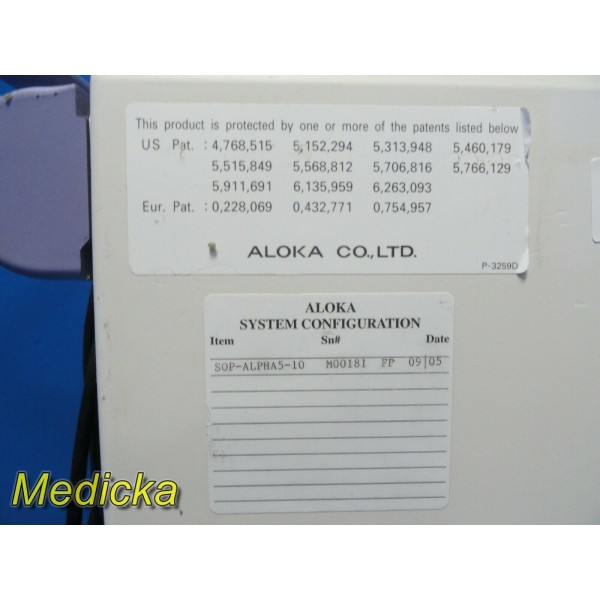 This product is protected by one or more of the patents listed below
US Pat. : 4,768,515 5,152,294 5,313,948 5,460,179
5,515,849 5,568,812 5,706,816 5,766,129
5,911,691 6,135,959 6,263,093
Eur. Pat. : 0,228,069 0,432,771 0,754,957
ALOKA CO.,LTD.
P-3259D
ALOKA
SYSTEM CONFIGURATION
Item Sn# Date
SOP-ALPHA5-10 M00181 FP 09 05
Medicka